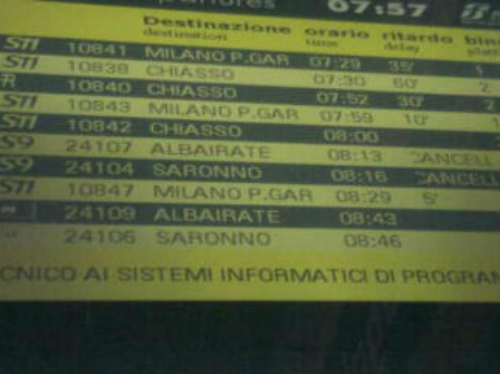 07:57
Destinazione orario ritardo
destination time delay
S11 10841 MILANO P.GAR 07:29 35'
S11 10838 CHIASSO 07:30 60'
R 10840 CHIASSO 07:52 30'
S11 10843 MILANO P.GAR 07:59 10'
S11 10842 CHIASSO 08:00
S9 24107 ALBAIRATE 08:13 CANCELL
S9 24104 SARONNO 08:16 CANCELL
S11 10847 MILANO P.GAR 08:29 5'
24109 ALBAIRATE 08:43
24106 SARONNO 08:46
CNICO AI SISTEMI INFORMATICI DI PROGRAM